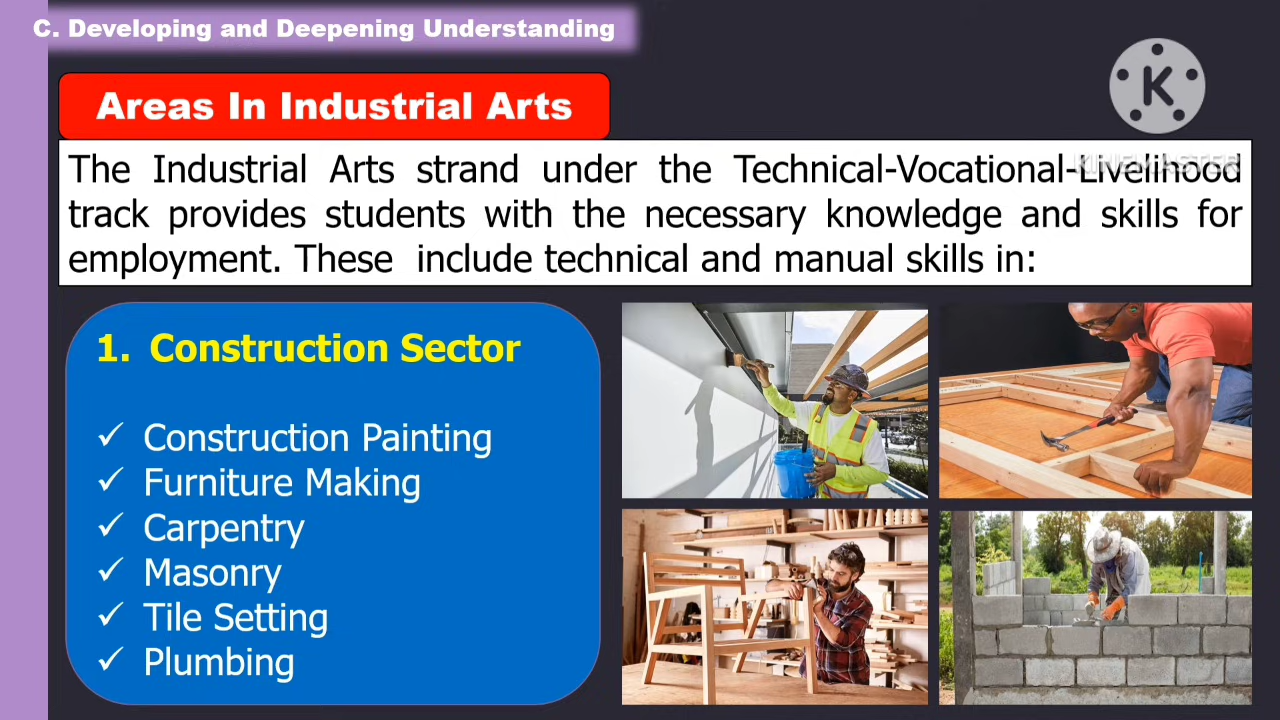 C. Developing and Deepening Understanding
Areas In Industrial Arts
K
KINEMASTER
The Industrial Arts strand under the Technical-Vocational-Livelihood
track provides students with the necessary knowledge and skills for
employment. These include technical and manual skills in:
1. Construction Sector
✓ Construction Painting
✓ Furniture Making
✓ Carpentry
✓ Masonry
✓ Tile Setting
✓ Plumbing